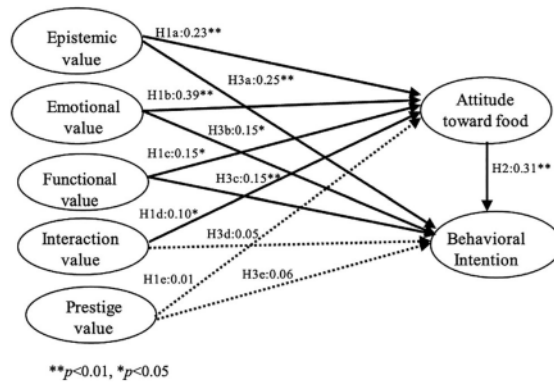 Epistemic
value
H1a:0.23**
H3a:0.25**
Emotional
value
H1b:0.39**
H3b:0.15*
Attitude
toward food
H1c:0.15*
Functional
value
H3c:0.15**
H2:0.31**
H1d:0.10*
Interaction
value
H3d:0.05
Behavioral
Intention
H1e:0.01
H3e:0.06
Prestige
value
**p<0.01, *p<0.05